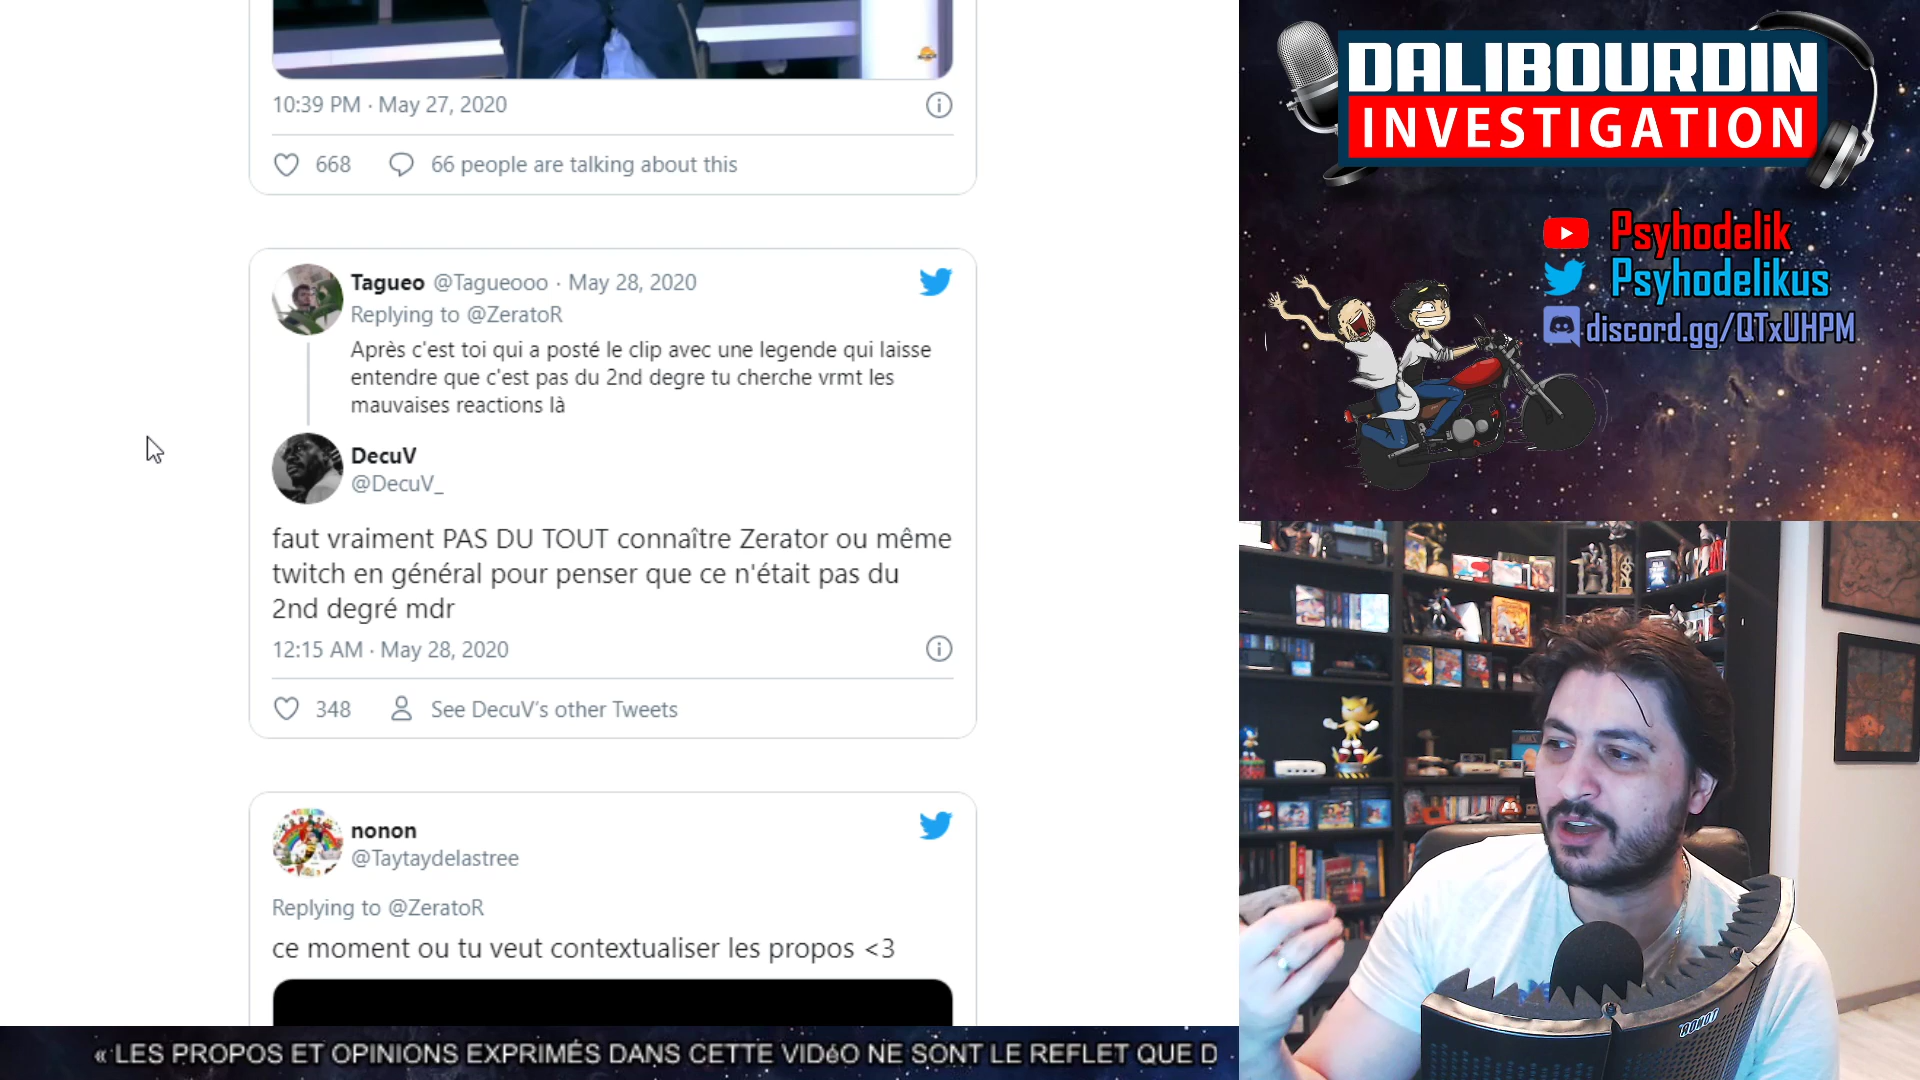 10:39 PM · May 27, 2020
668 66 people are talking about this
Tagueo @Tagueooo · May 28, 2020
Replying to @ZeratoR
Après c'est toi qui a posté le clip avec une legende qui laisse
entendre que c'est pas du 2nd degre tu cherche vrmt les
mauvaises reactions là
DecuV
@DecuV_
faut vraiment PAS DU TOUT connaître Zerator ou même
twitch en général pour penser que ce n'était pas du
2nd degré mdr
12:15 AM · May 28, 2020
348 See DecuV's other Tweets
nonon
@Taytaydelastree
Replying to @ZeratoR
ce moment ou tu veut contextualiser les propos <3
« LES PROPOS ET OPINIONS EXPRIMÉS DANS CETTE VIDéO NE SONT LE REFLET QUE D
DALIBOURDIN
INVESTIGATION
Psyhodelik
Psyhodelikus
discord.gg/QTxUHPM